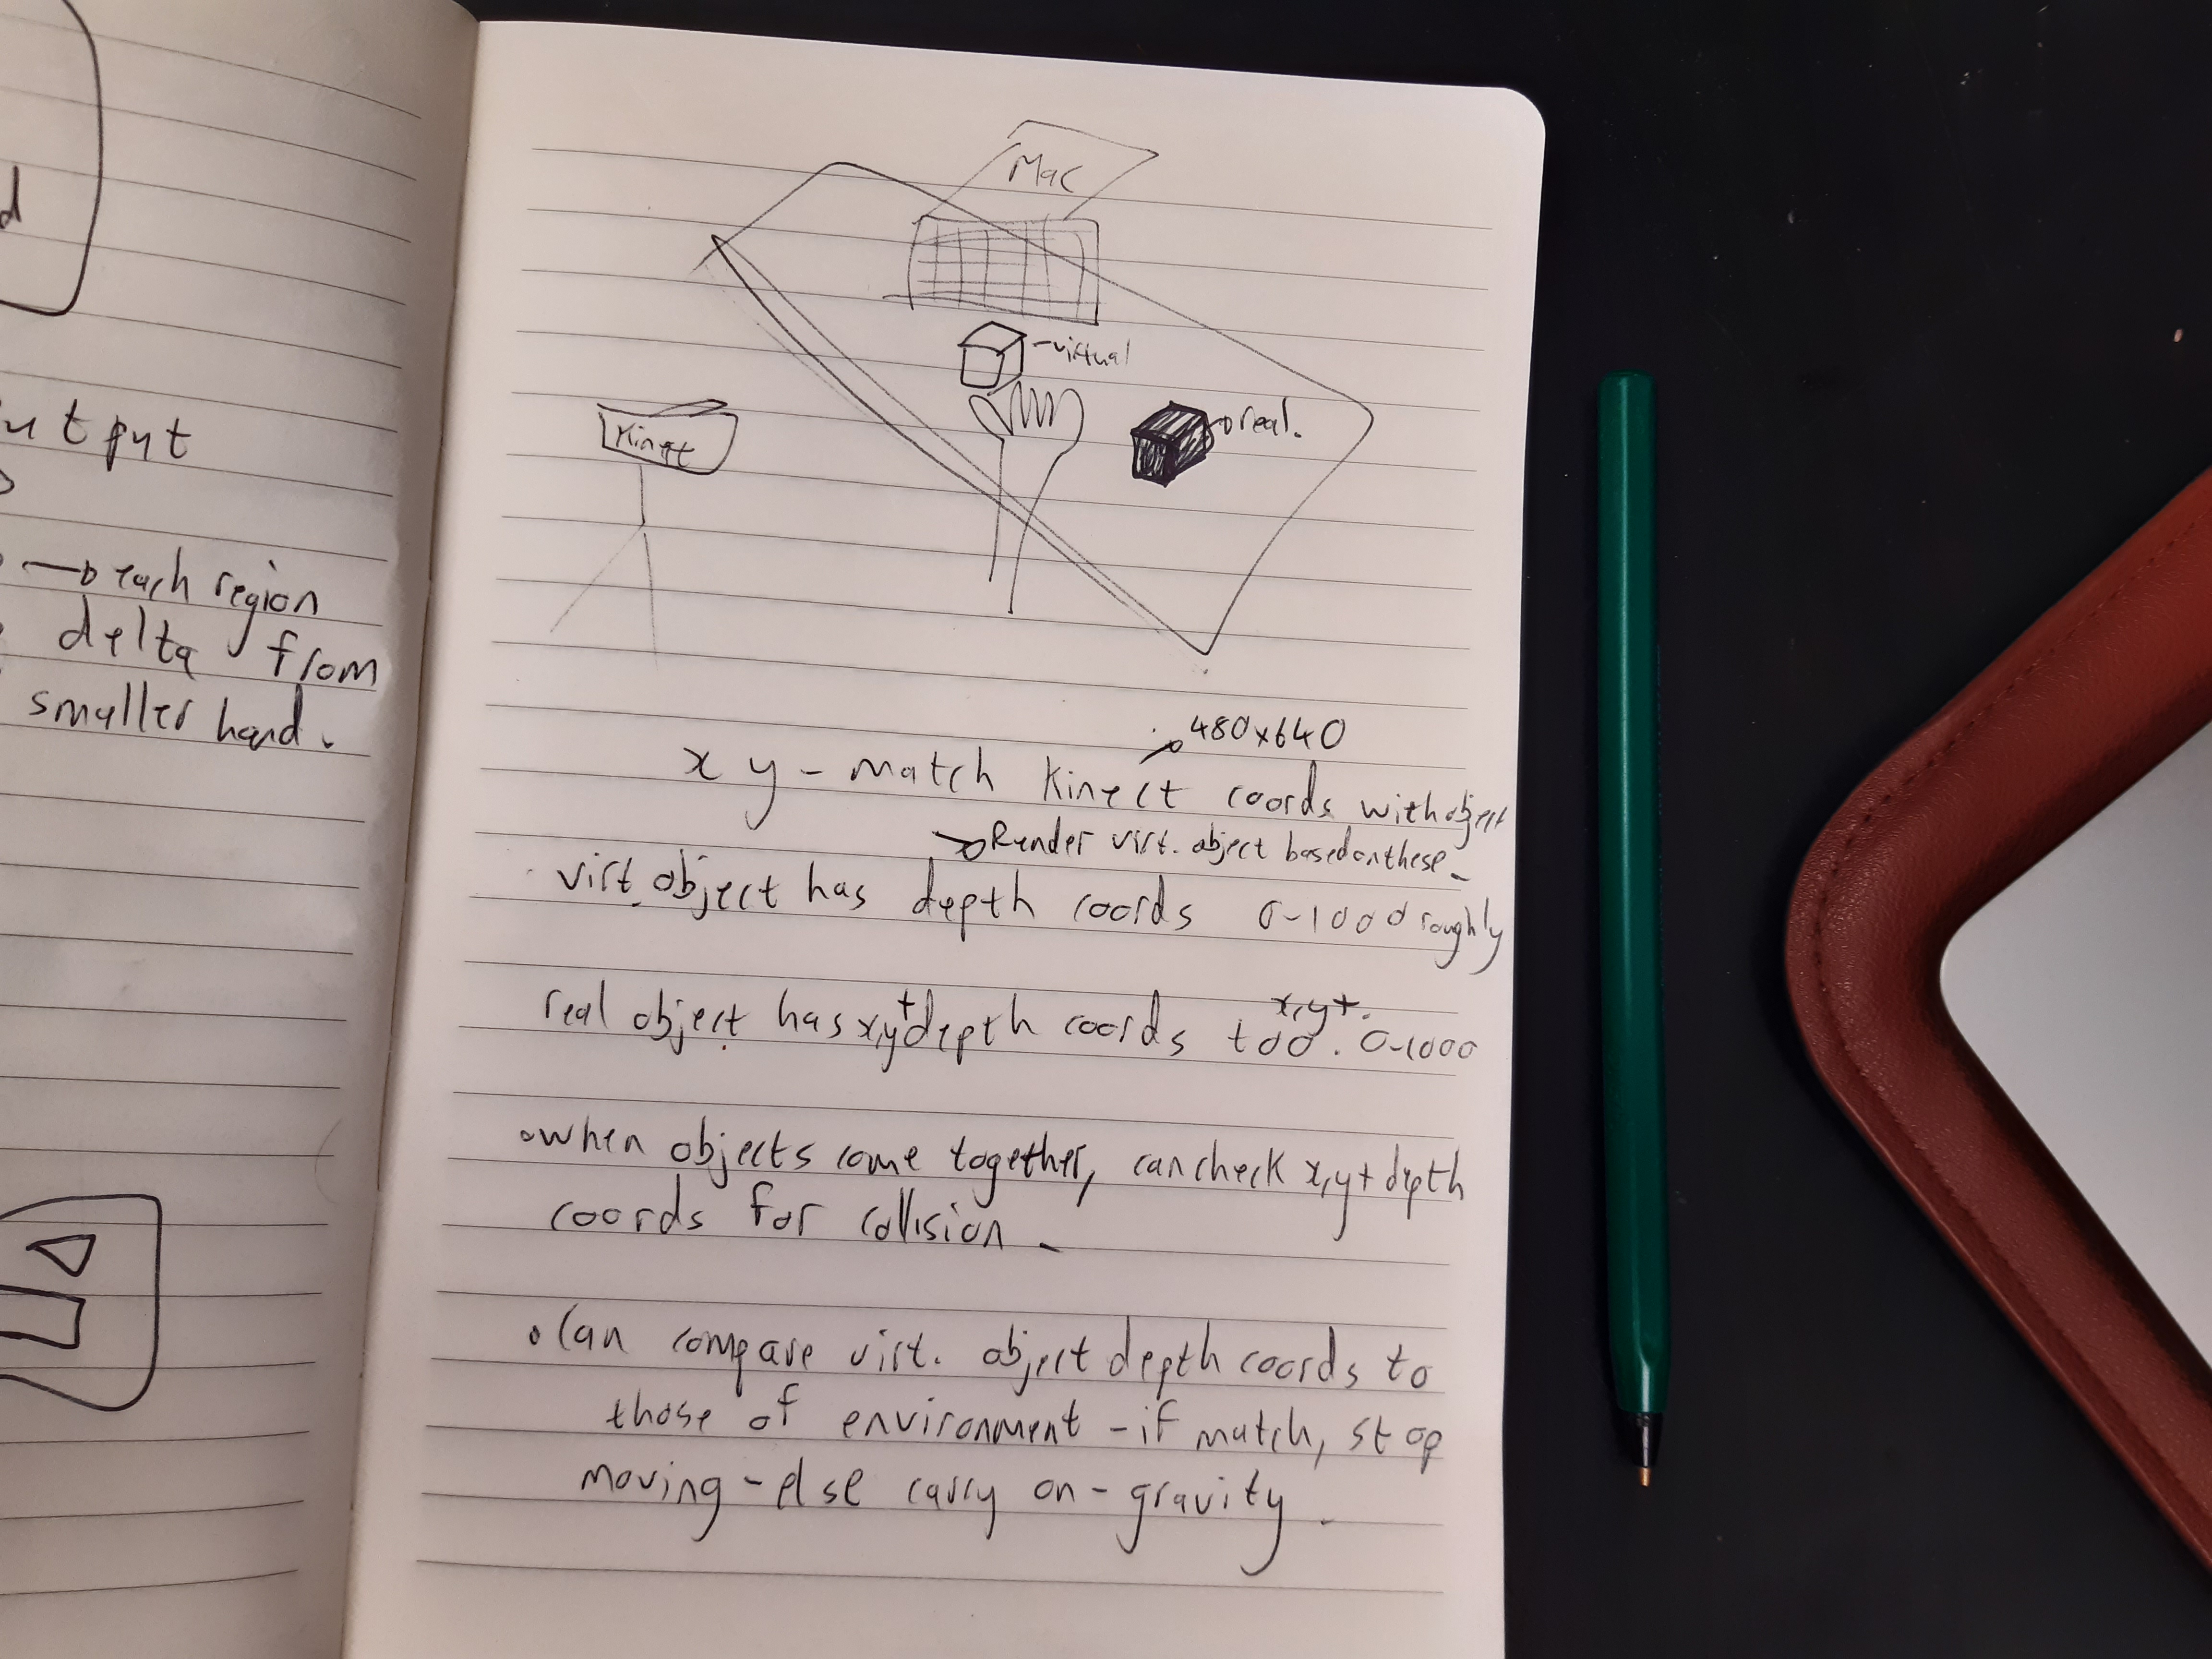 Mac
virtual
real.
Kinect
480x640
x y - match Kinect coords with object
Render virt. object based on these.
virt. object has depth coords 0-1000 roughly
real object has x,y+depth coords too. 0-1000
x,y+
when objects come together, can check x,y+depth
coords for collision
Can compare virt. object depth coords to
those of environment - if match, stop
moving - else carry on - gravity
each region
delta from
smaller hand.